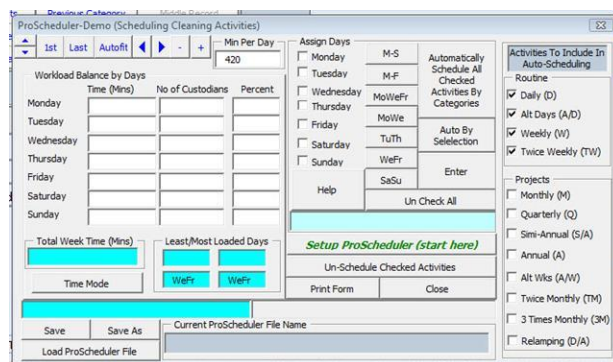 Previous Category Middle Record
ProScheduler-Demo (Scheduling Cleaning Activities)
1st Last Autofit - +
Min Per Day
420
Workload Balance by Days
Time (Mins) No of Custodians Percent
Monday
Tuesday
Wednesday
Thursday
Friday
Saturday
Sunday
Total Week Time (Mins)
Time Mode
Least/Most Loaded Days
WeFr WeFr
Assign Days
Monday
Tuesday
Wednesday
Thursday
Friday
Saturday
Sunday
Help
M-S
M-F
MoWeFr
MoWe
TuTh
WeFr
SaSu
Automatically
Schedule All
Checked
Activities By
Categories
Auto By
Selelection
Enter
Un Check All
Setup ProScheduler (start here)
Un-Schedule Checked Activities
Print Form Close
Save Save As
Load ProScheduler File
Current ProScheduler File Name
Activities To Include In
Auto-Scheduling
Routine
Daily (D)
Alt Days (A/D)
Weekly (W)
Twice Weekly (TW)
Projects
Monthly (M)
Quarterly (Q)
Simi-Annual (S/A)
Annual (A)
Alt Wks (A/W)
Twice Monthly (TM)
3 Times Monthly (3M)
Relamping (D/A)